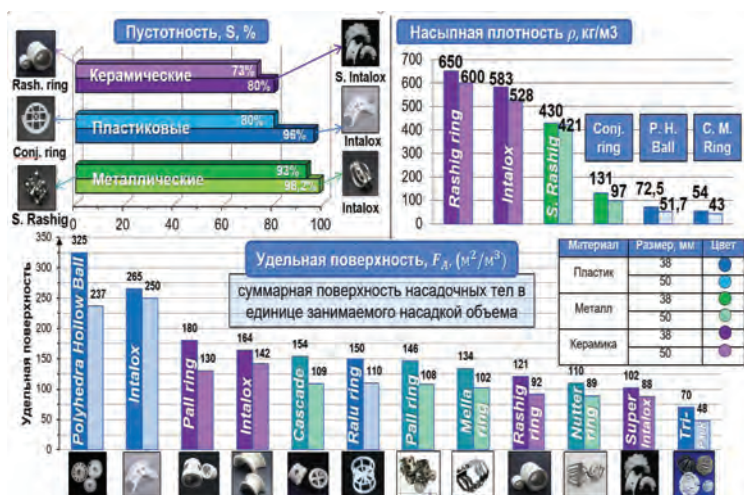 Пустотность, S, %
Rash. ring
Керамические
73%
80%
S. Intalox
Conj. ring
Пластиковые
80%
96%
Intalox
S. Rashig
Металлические
93%
98,2%
Intalox
0 20 40 60 80 100
Насыпная плотность ρ, кг/м3
700
600
500
400
300
200
100
0
650
600
Rashig ring
583
528
Intalox
430
421
S. Rashig
Conj. ring
131
97
P. H. Ball
72,5
51,7
C. M. Ring
54
43
Удельная поверхность, F_A, (м²/м³)
суммарная поверхность насадочных тел в
единице занимаемого насадкой объема
Материал Размер, мм Цвет
Пластик 38
50
Металл 38
50
Керамика 38
50
Удельная поверхность
350
300
250
200
150
100
50
0
325
237
Polyhedra Hollow Ball
265
250
Intalox
180
130
Pall ring
164
142
Intalox
154
109
Cascade
150
110
Ralu ring
146
108
Pall ring
134
102
Mella ring
121
92
Rashig ring
110
89
Nutter ring
102
88
Super Intalox
70
48
Tri-